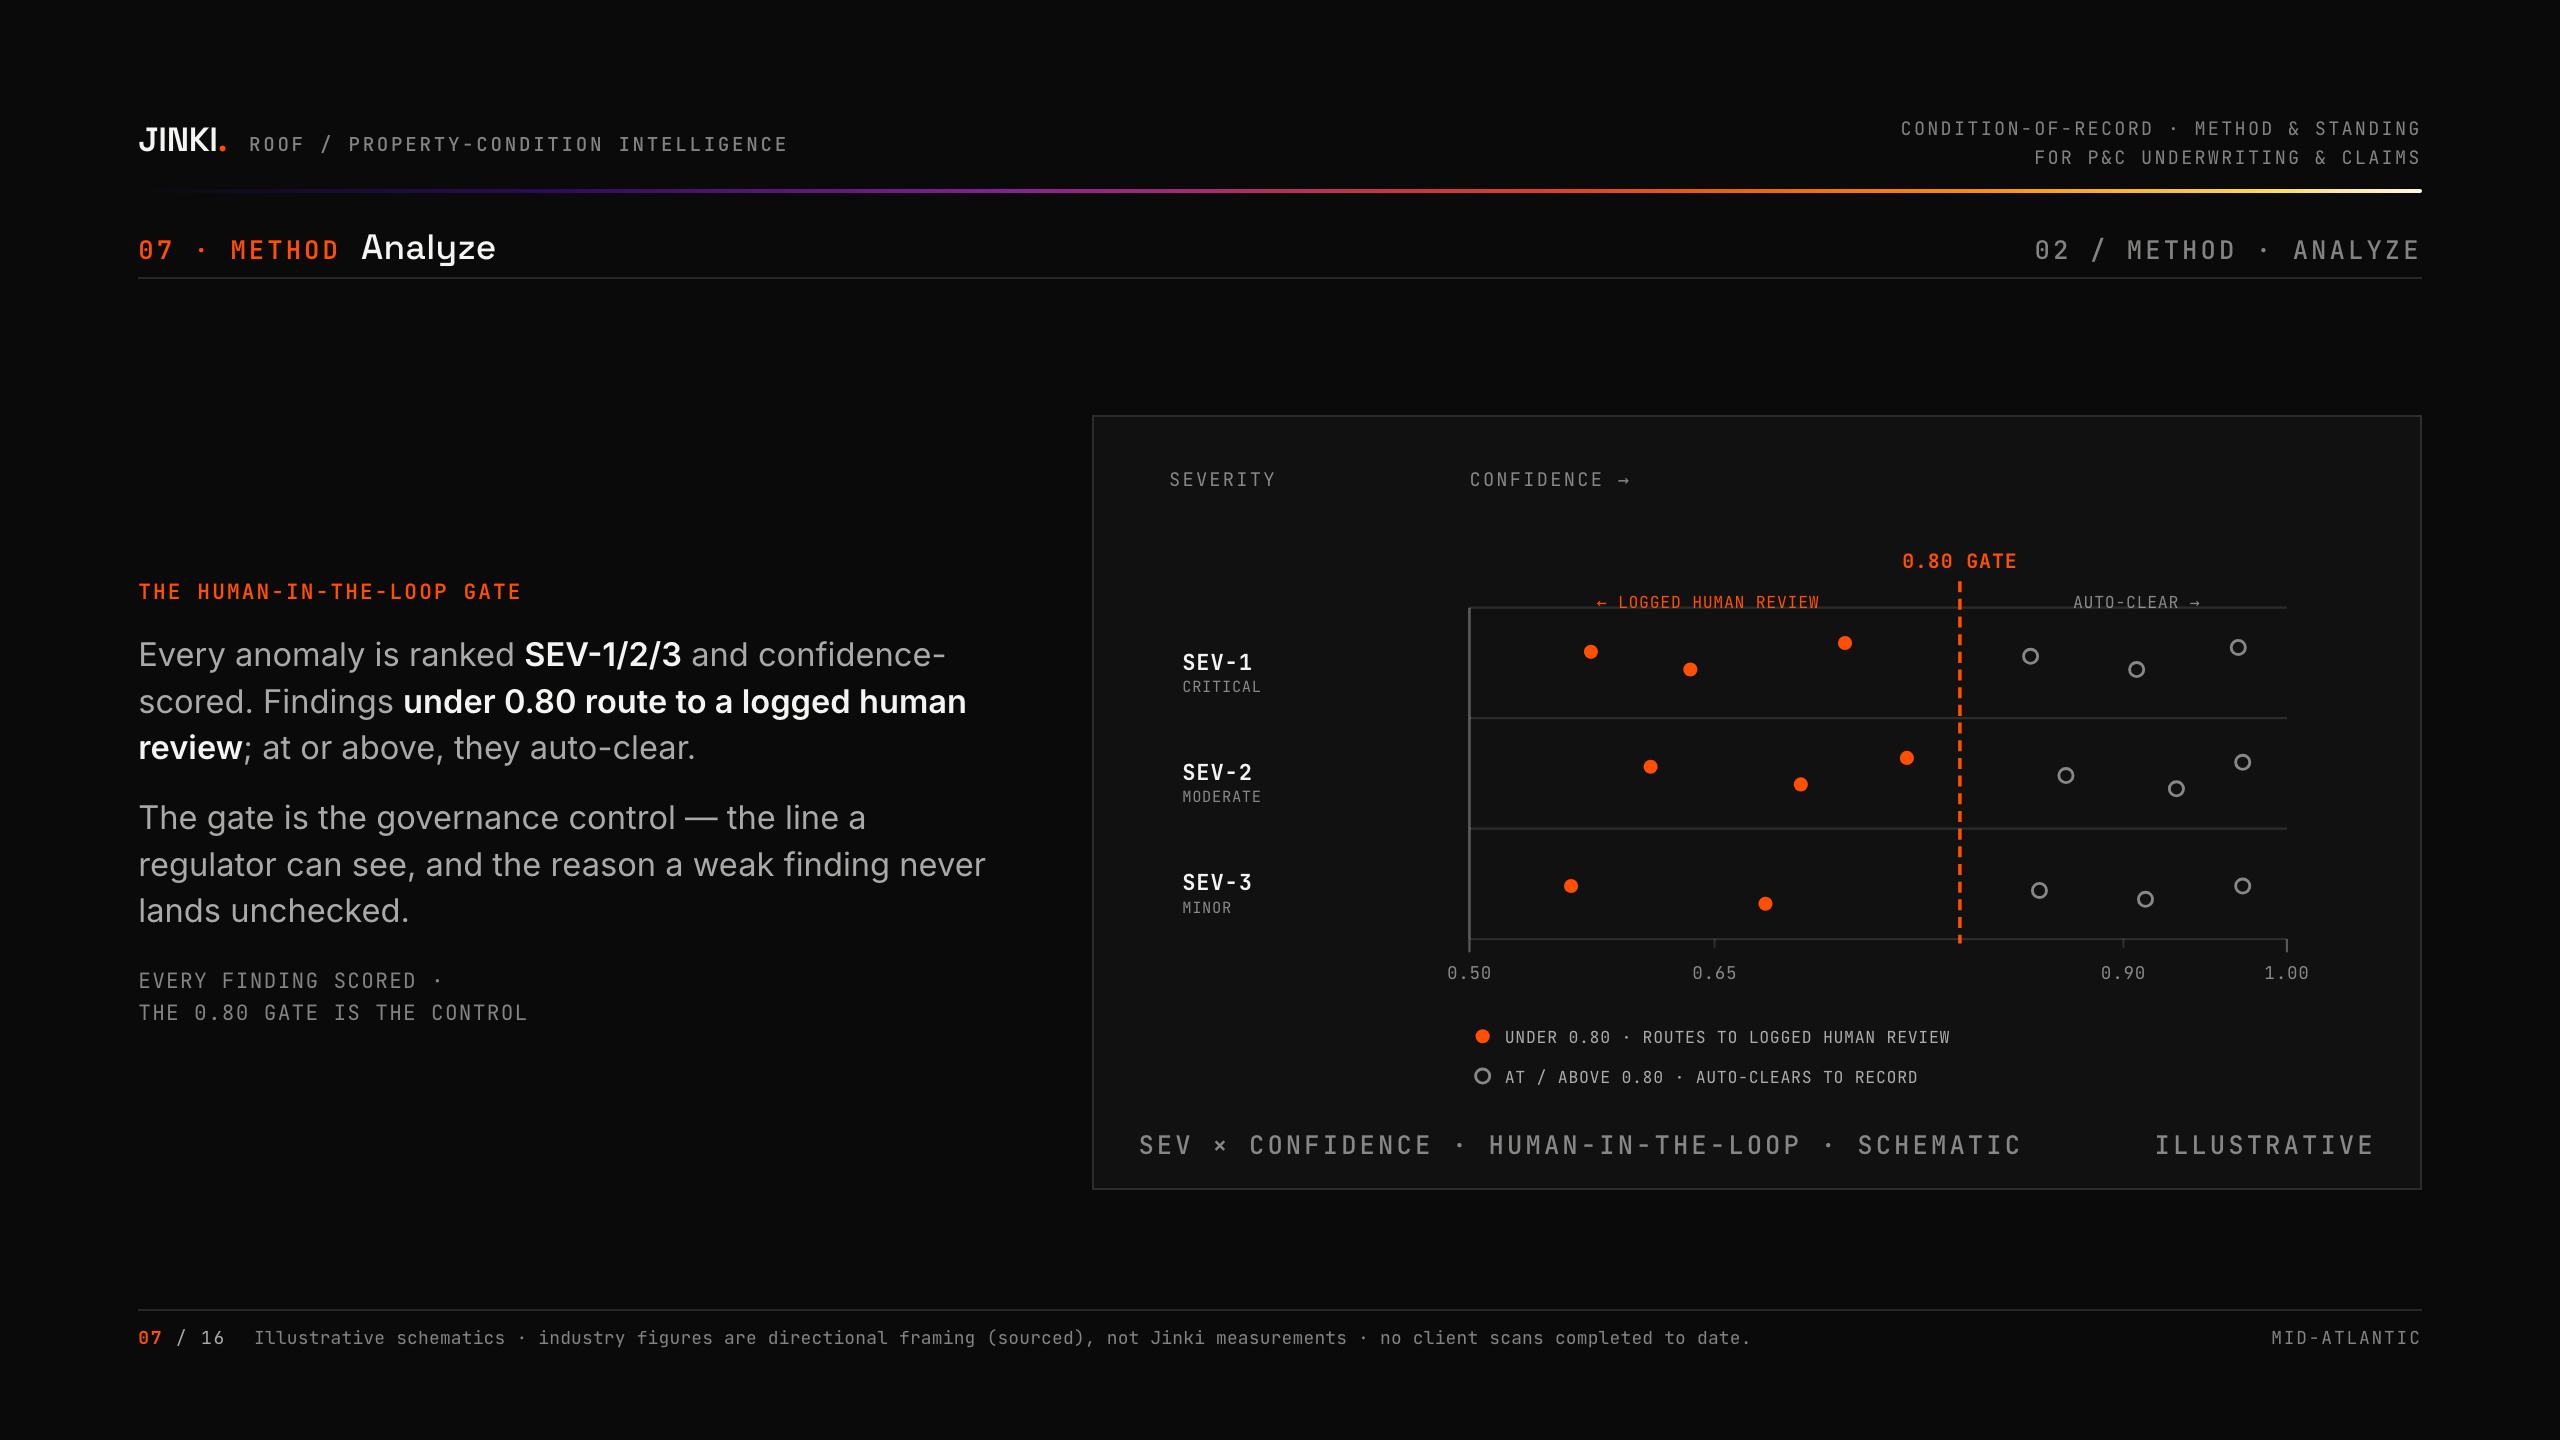 JINKI. ROOF / PROPERTY-CONDITION INTELLIGENCE
CONDITION-OF-RECORD · METHOD & STANDING
FOR P&C UNDERWRITING & CLAIMS
07 · METHOD Analyze
02 / METHOD · ANALYZE
THE HUMAN-IN-THE-LOOP GATE
Every anomaly is ranked SEV-1/2/3 and confidence-
scored. Findings under 0.80 route to a logged human
review; at or above, they auto-clear.
The gate is the governance control — the line a
regulator can see, and the reason a weak finding never
lands unchecked.
EVERY FINDING SCORED ·
THE 0.80 GATE IS THE CONTROL
SEVERITY
CONFIDENCE →
0.80 GATE
← LOGGED HUMAN REVIEW
AUTO-CLEAR →
SEV-1
CRITICAL
SEV-2
MODERATE
SEV-3
MINOR
0.50
0.65
0.90
1.00
UNDER 0.80 · ROUTES TO LOGGED HUMAN REVIEW
AT / ABOVE 0.80 · AUTO-CLEARS TO RECORD
SEV × CONFIDENCE · HUMAN-IN-THE-LOOP · SCHEMATIC
ILLUSTRATIVE
07 / 16 Illustrative schematics · industry figures are directional framing (sourced), not Jinki measurements · no client scans completed to date.
MID-ATLANTIC